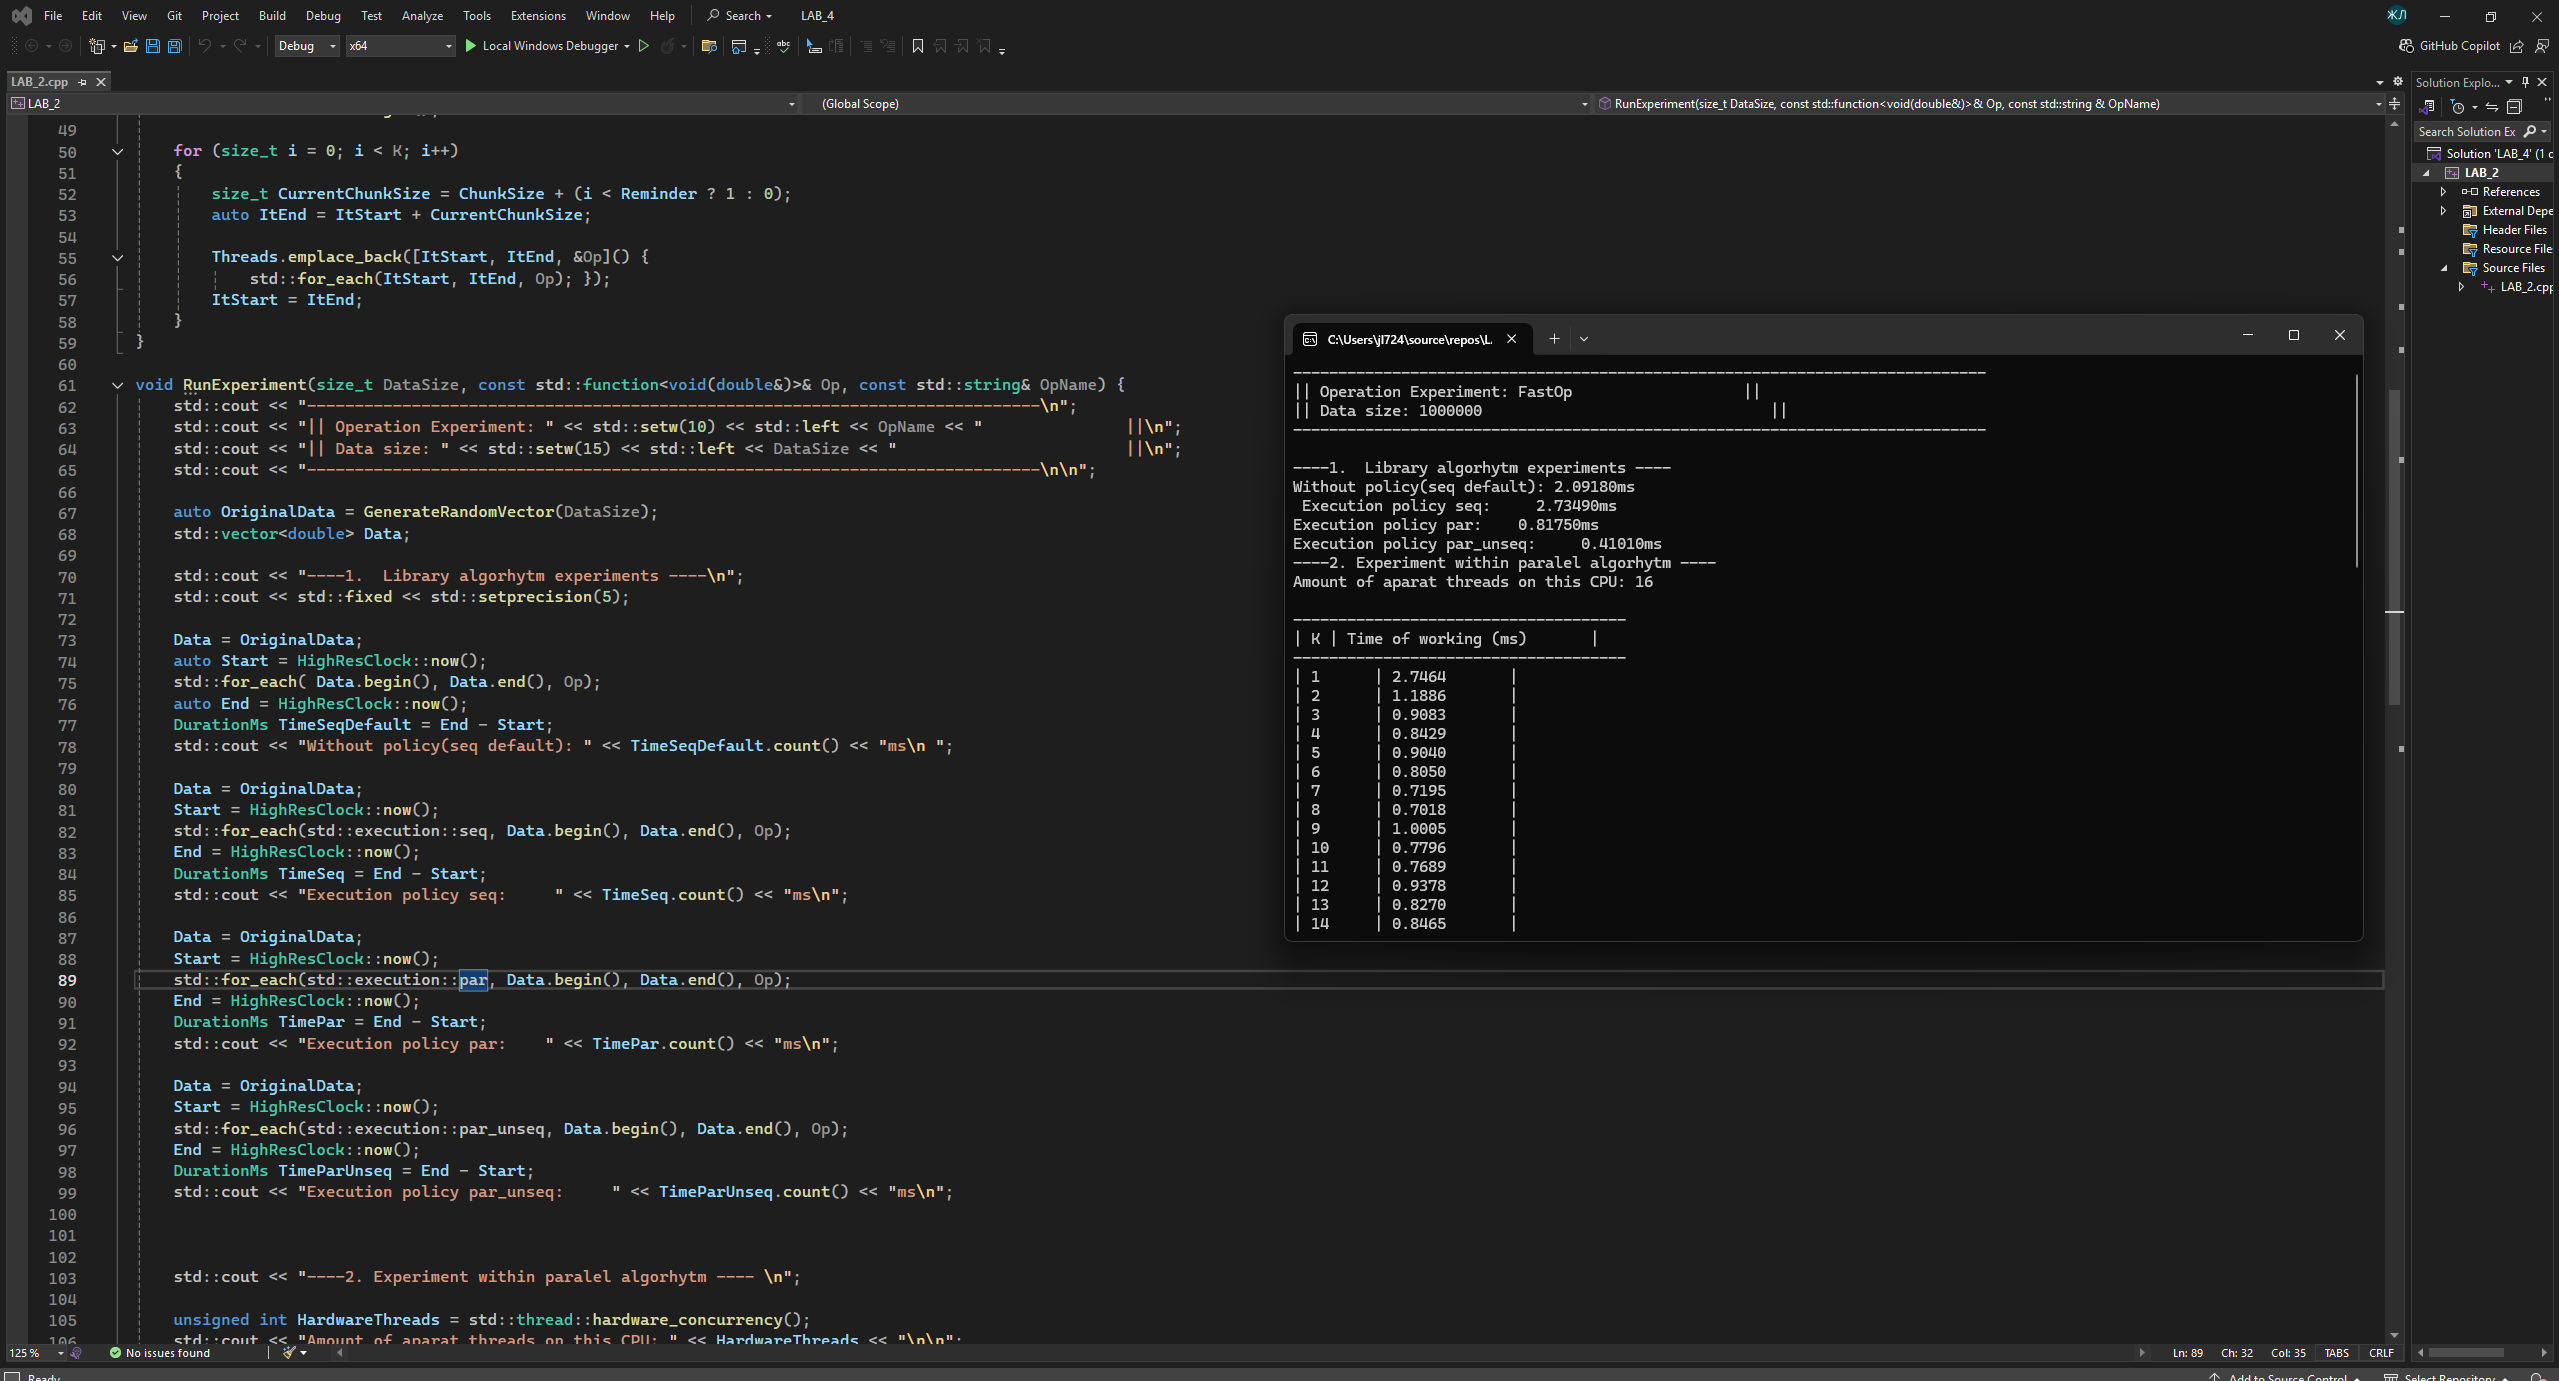 File Edit View Git Project Build Debug Test Analyze Tools Extensions Window Help Search LAB_4 ЖЛ
Debug x64 Local Windows Debugger GitHub Copilot
LAB_2.cpp
LAB_2 (Global Scope) RunExperiment(size_t DataSize, const std::function<void(double&)>& Op, const std::string & OpName)
49
50 for (size_t i = 0; i < K; i++)
51 {
52 size_t CurrentChunkSize = ChunkSize + (i < Reminder ? 1 : 0);
53 auto ItEnd = ItStart + CurrentChunkSize;
54
55 Threads.emplace_back([ItStart, ItEnd, &Op]() {
56 std::for_each(ItStart, ItEnd, Op); });
57 ItStart = ItEnd;
58 }
59 }
60
61 void RunExperiment(size_t DataSize, const std::function<void(double&)>& Op, const std::string& OpName) {
62 std::cout << "-----------------------------------------------------------------------------\n";
63 std::cout << "|| Operation Experiment: " << std::setw(10) << std::left << OpName << "               ||\n";
64 std::cout << "|| Data size: " << std::setw(15) << std::left << DataSize << "                        ||\n";
65 std::cout << "-----------------------------------------------------------------------------\n\n";
66
67 auto OriginalData = GenerateRandomVector(DataSize);
68 std::vector<double> Data;
69
70 std::cout << "----1.  Library algorhytm experiments ----\n";
71 std::cout << std::fixed << std::setprecision(5);
72
73 Data = OriginalData;
74 auto Start = HighResClock::now();
75 std::for_each( Data.begin(), Data.end(), Op);
76 auto End = HighResClock::now();
77 DurationMs TimeSeqDefault = End - Start;
78 std::cout << "Without policy(seq default): " << TimeSeqDefault.count() << "ms\n ";
79
80 Data = OriginalData;
81 Start = HighResClock::now();
82 std::for_each(std::execution::seq, Data.begin(), Data.end(), Op);
83 End = HighResClock::now();
84 DurationMs TimeSeq = End - Start;
85 std::cout << "Execution policy seq:     " << TimeSeq.count() << "ms\n";
86
87 Data = OriginalData;
88 Start = HighResClock::now();
89 std::for_each(std::execution::par, Data.begin(), Data.end(), Op);
90 End = HighResClock::now();
91 DurationMs TimePar = End - Start;
92 std::cout << "Execution policy par:    " << TimePar.count() << "ms\n";
93
94 Data = OriginalData;
95 Start = HighResClock::now();
96 std::for_each(std::execution::par_unseq, Data.begin(), Data.end(), Op);
97 End = HighResClock::now();
98 DurationMs TimeParUnseq = End - Start;
99 std::cout << "Execution policy par_unseq:     " << TimeParUnseq.count() << "ms\n";
100
101
102
103 std::cout << "----2. Experiment within paralel algorhytm ---- \n";
104
105 unsigned int HardwareThreads = std::thread::hardware_concurrency();
106 std::cout << "Amount of aparat threads on this CPU: " << HardwareThreads << "\n\n";
C:\Users\jl724\source\repos\L
-----------------------------------------------------------------------------
|| Operation Experiment: FastOp                   ||
|| Data size: 1000000                                ||
-----------------------------------------------------------------------------
----1.  Library algorhytm experiments ----
Without policy(seq default): 2.09180ms
Execution policy seq:     2.73490ms
Execution policy par:    0.81750ms
Execution policy par_unseq:     0.41010ms
----2. Experiment within paralel algorhytm ----
Amount of aparat threads on this CPU: 16
-------------------------------------
| K | Time of working (ms)       |
-------------------------------------
| 1      | 2.7464       |
| 2      | 1.1886       |
| 3      | 0.9083       |
| 4      | 0.8429       |
| 5      | 0.9040       |
| 6      | 0.8050       |
| 7      | 0.7195       |
| 8      | 0.7018       |
| 9      | 1.0005       |
| 10     | 0.7796       |
| 11     | 0.7689       |
| 12     | 0.9378       |
| 13     | 0.8270       |
| 14     | 0.8465       |
Solution Explo...
Search Solution Ex
Solution 'LAB_4' (1 o
LAB_2
References
External Depe
Header Files
Resource File
Source Files
LAB_2.cpp
125 % No issues found Ln: 89 Ch: 32 Col: 35 TABS CRLF
Ready Add to Source Control Select Repository